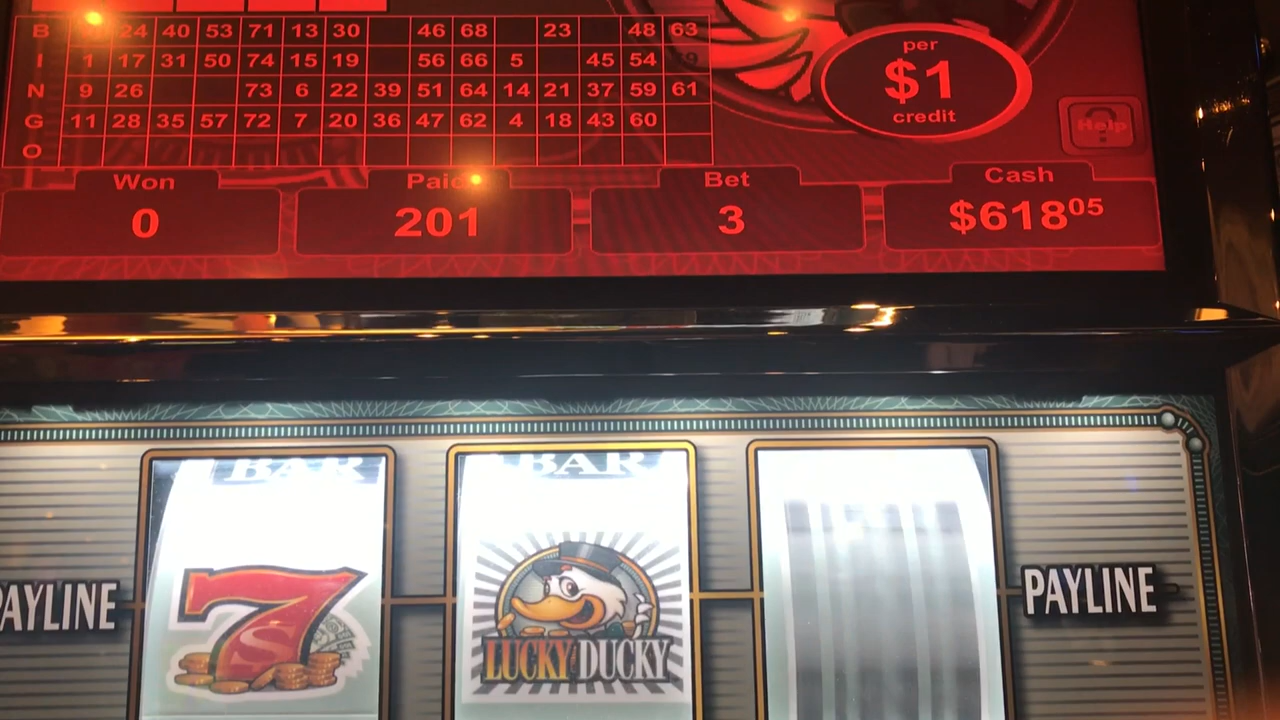 B 24 40 53 71 13 30 46 68 23 48 63
I 1 17 31 50 74 15 19 56 66 5 45 54
N 9 26 73 6 22 39 51 64 14 21 37 59 61
G 11 28 35 57 72 7 20 36 47 62 4 18 43 60
O
per
$1
credit
Help
Won Paid Bet Cash
0 201 3 $61805
BAR BAR
PAYLINE 7 PAYLINE
S
LUCKY DUCKY